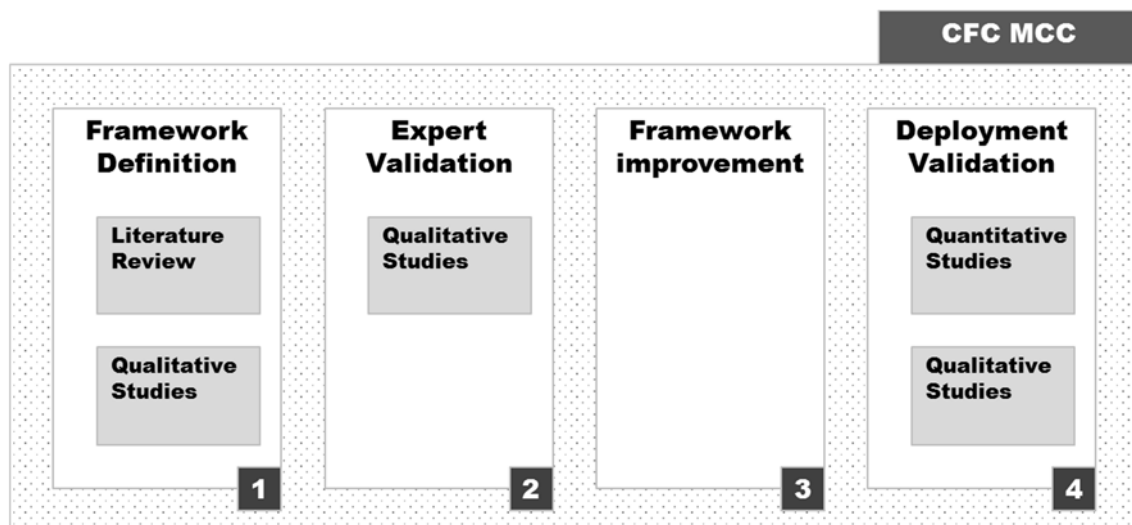 CFC MCC
Framework
Definition
Literature
Review
Qualitative
Studies
1
Expert
Validation
Qualitative
Studies
2
Framework
improvement
3
Deployment
Validation
Quantitative
Studies
Qualitative
Studies
4